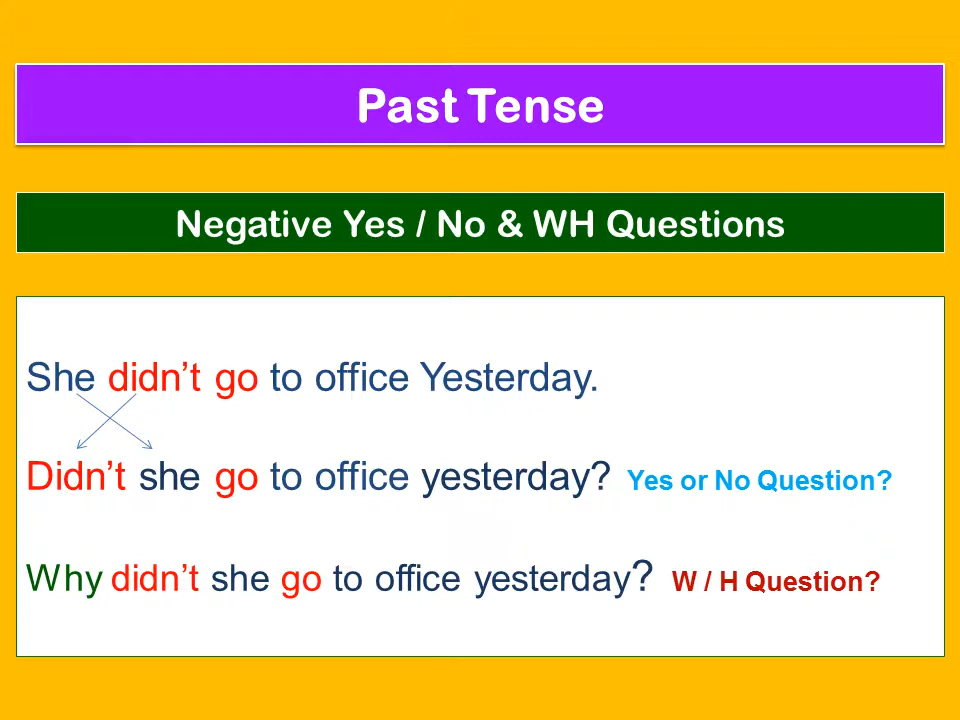 Past Tense
Negative Yes / No & WH Questions
She didn’t go to office Yesterday.
Didn’t she go to office yesterday? Yes or No Question?
Why didn’t she go to office yesterday? W / H Question?